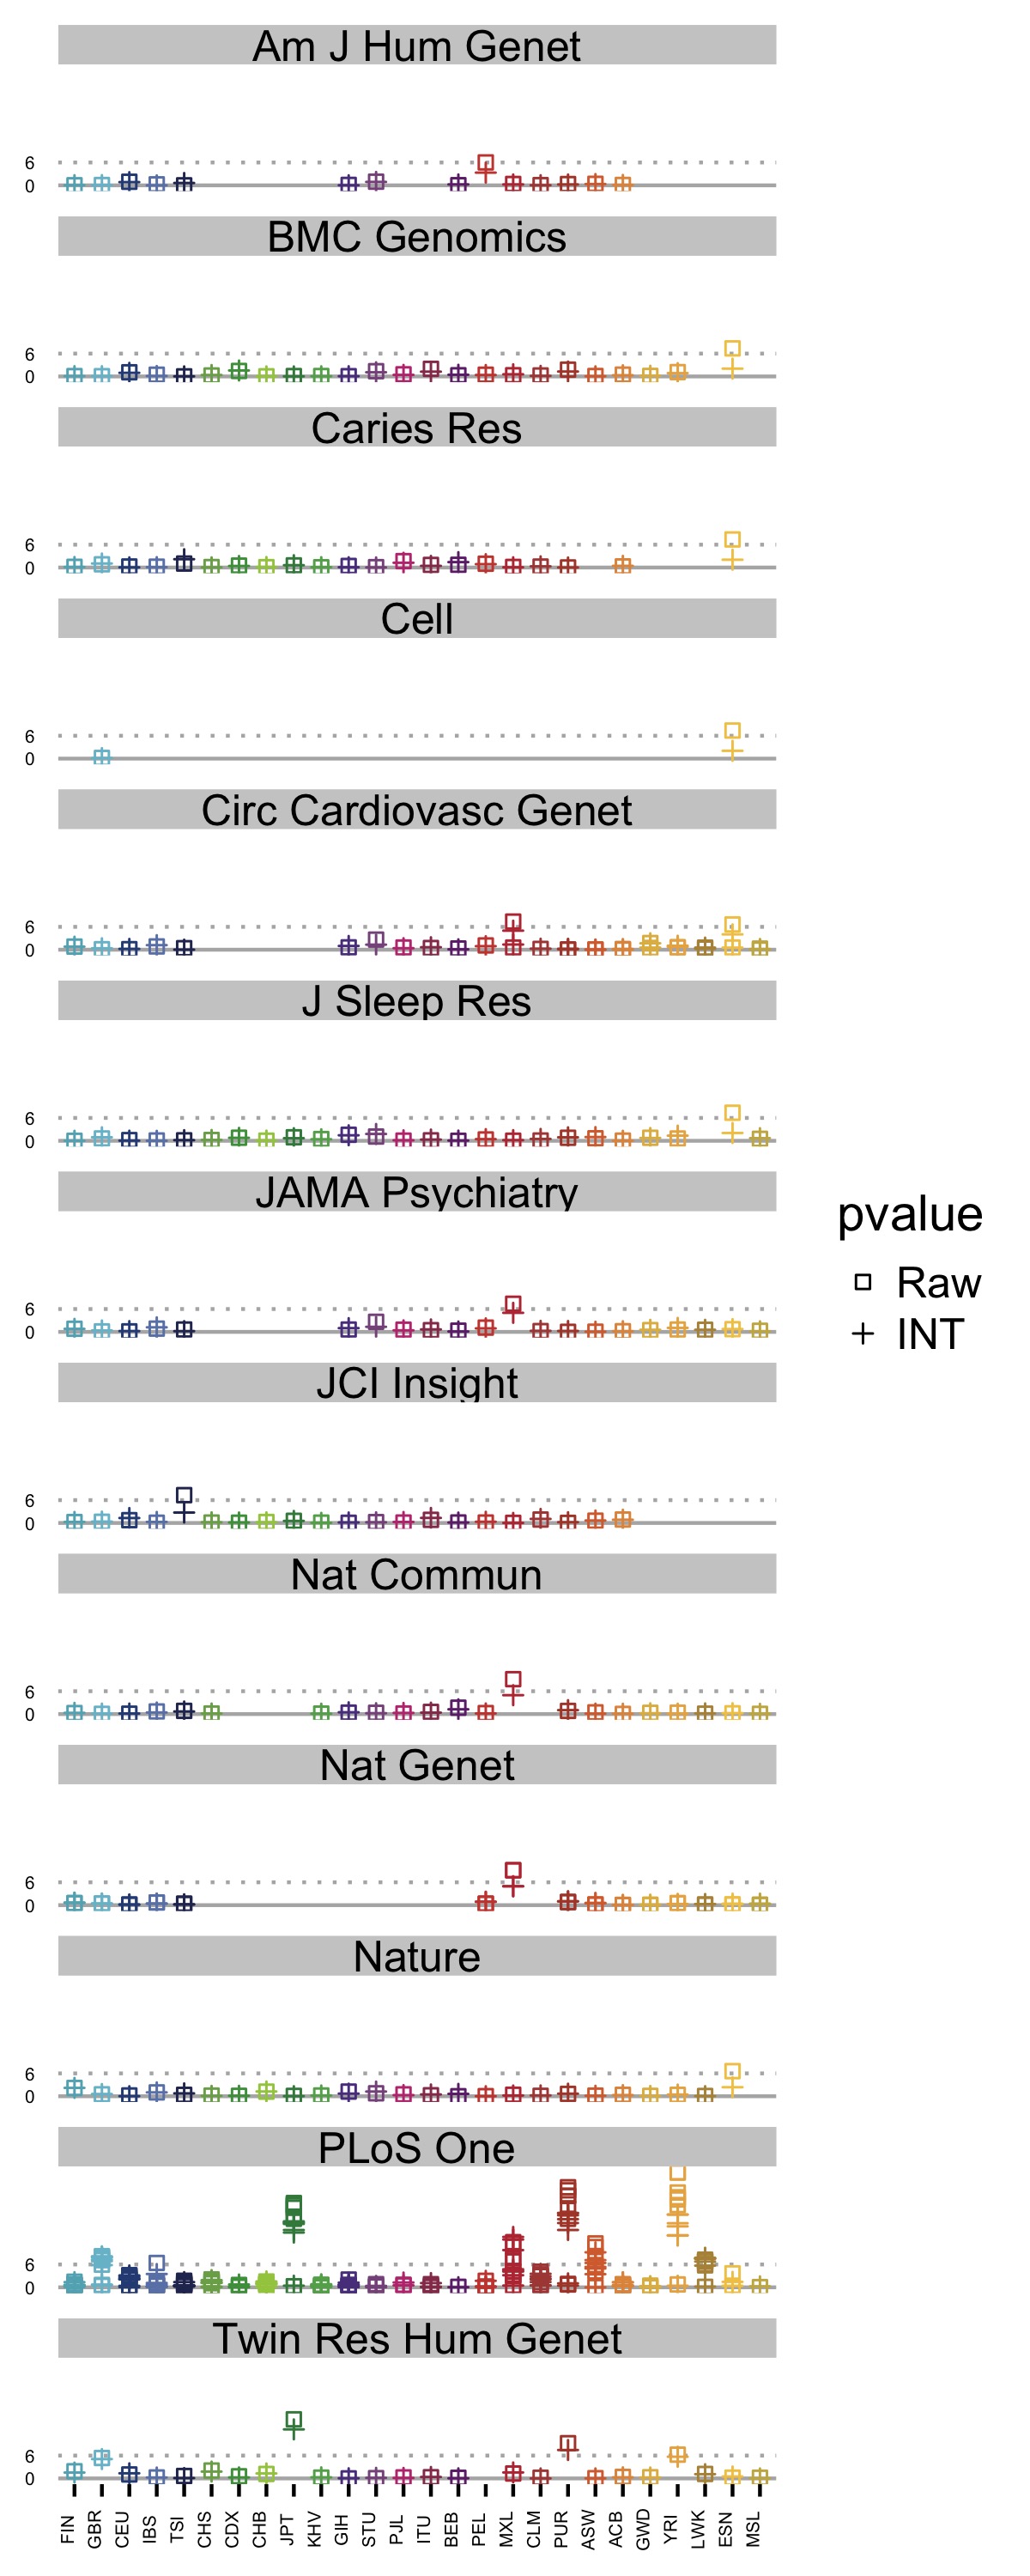 Am J Hum Genet
6
0
BMC Genomics
6
0
Caries Res
6
0
Cell
6
0
Circ Cardiovasc Genet
6
0
J Sleep Res
6
0
JAMA Psychiatry
6
0
JCI Insight
6
0
Nat Commun
6
0
Nat Genet
6
0
Nature
6
0
PLoS One
6
0
Twin Res Hum Genet
6
0
FIN
GBR
CEU
IBS
TSI
CHS
CDX
CHB
JPT
KHV
GIH
STU
PJL
ITU
BEB
PEL
MXL
CLM
PUR
ASW
ACB
GWD
YRI
LWK
ESN
MSL
pvalue
Raw
INT